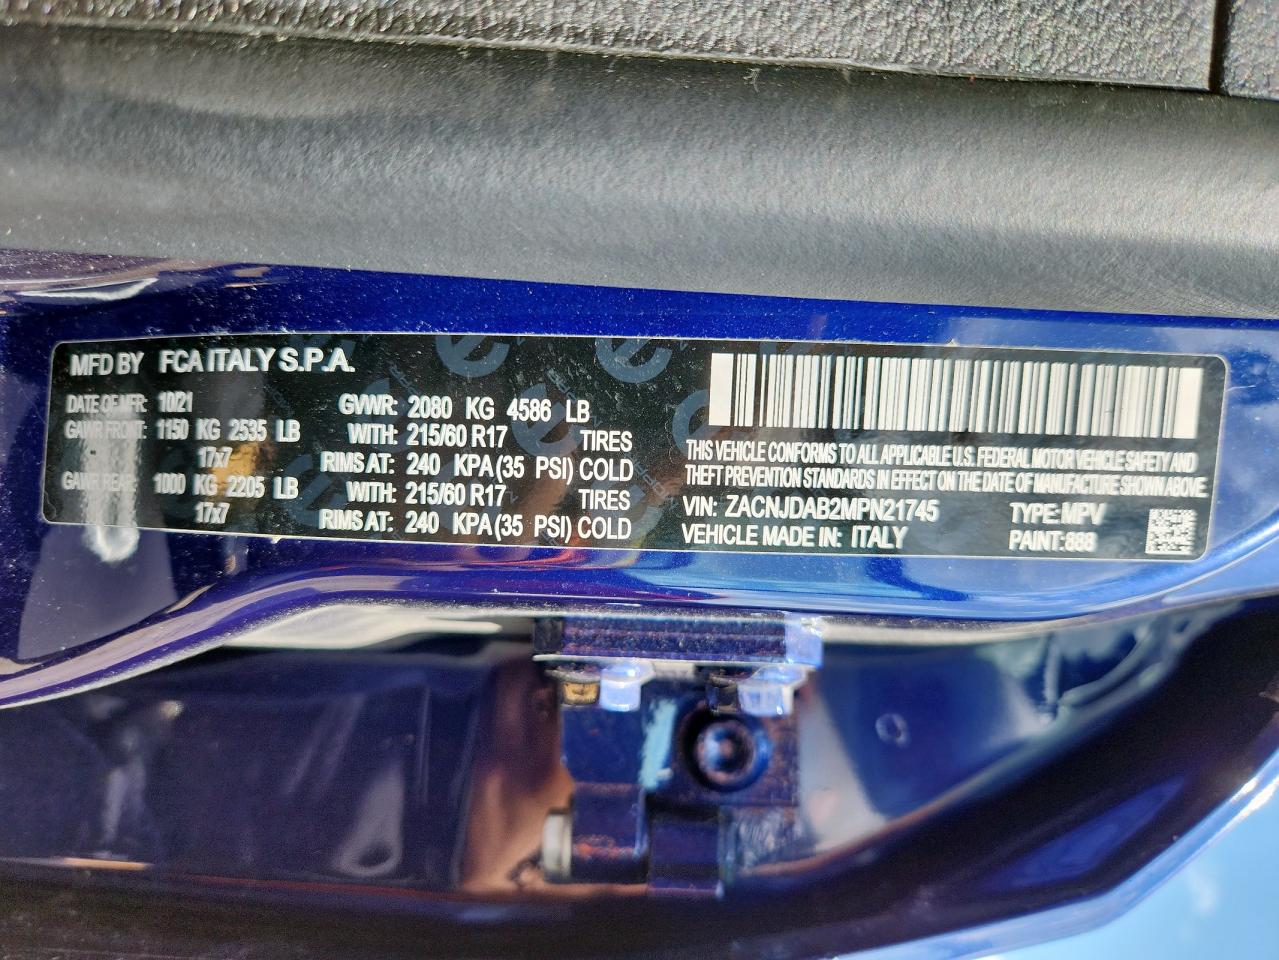 MFD BY FCA ITALY S.P.A.
DATE OF MFR: 10/21 GVWR: 2080 KG 4586 LB
GAWR FRONT: 1150 KG 2535 LB WITH: 215/60 R17 TIRES
17x7 RIMS AT: 240 KPA (35 PSI) COLD
GAWR REAR: 1000 KG 2205 LB WITH: 215/60 R17 TIRES
17x7 RIMS AT: 240 KPA (35 PSI) COLD
THIS VEHICLE CONFORMS TO ALL APPLICABLE U.S. FEDERAL MOTOR VEHICLE SAFETY AND
THEFT PREVENTION STANDARDS IN EFFECT ON THE DATE OF MANUFACTURE SHOWN ABOVE
VIN: ZACNJDAB2MPN21745 TYPE: MPV
VEHICLE MADE IN: ITALY PAINT: 888